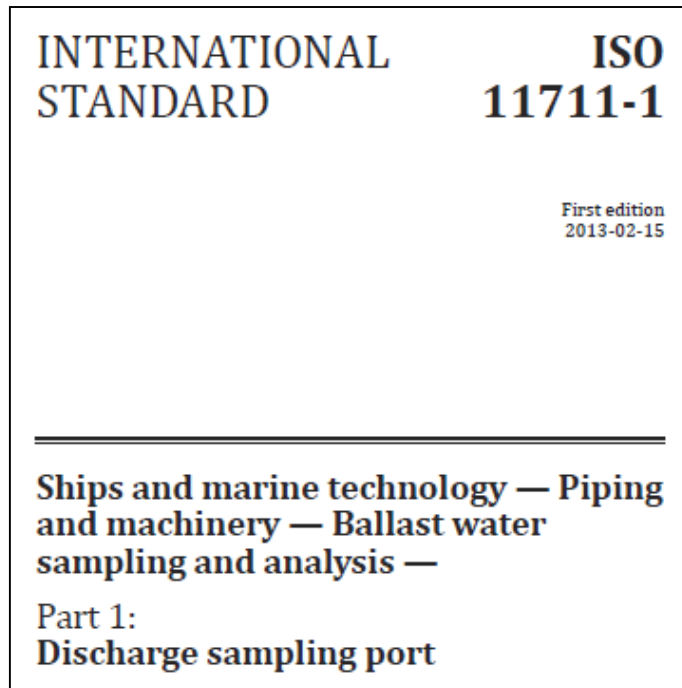 INTERNATIONAL STANDARD
ISO 11711-1
First edition
2013-02-15
Ships and marine technology — Piping
and machinery — Ballast water
sampling and analysis —
Part 1:
Discharge sampling port